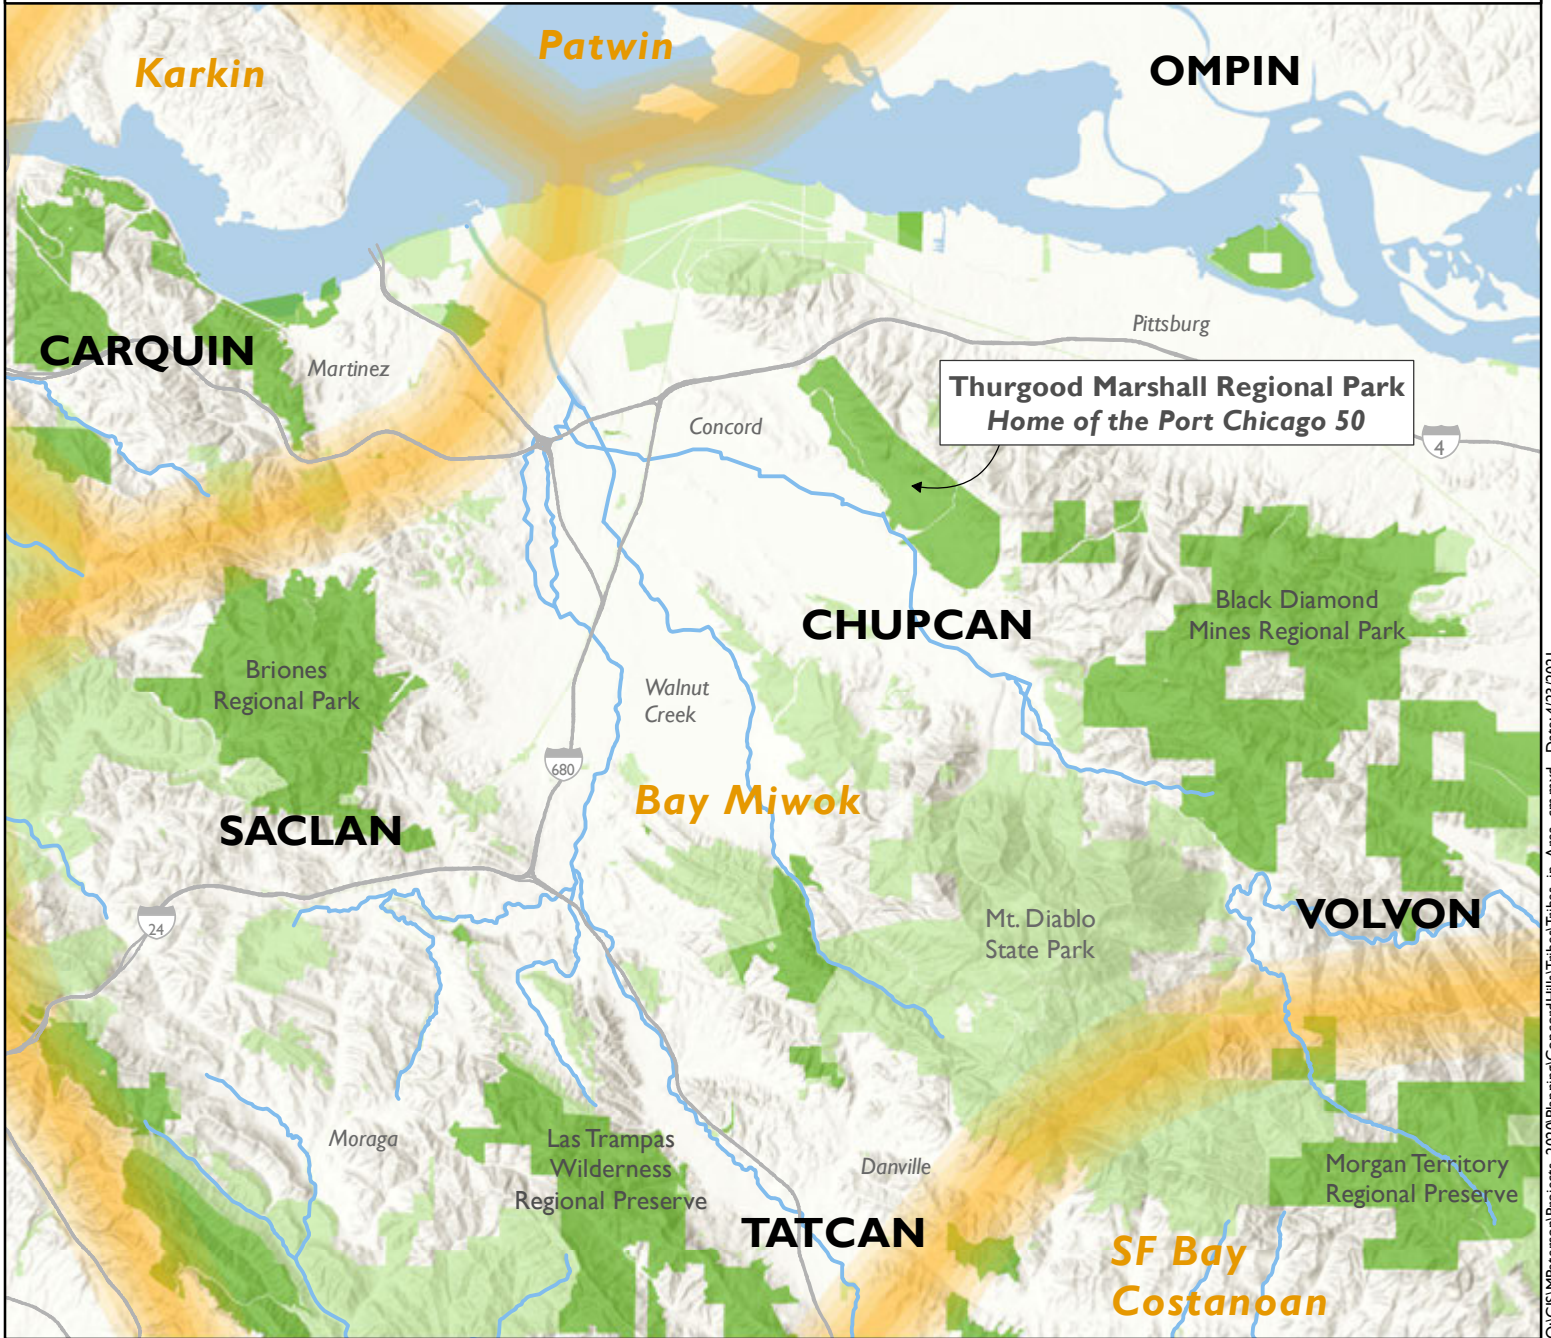 Patwin
Karkin
OMPIN
Pittsburg
CARQUIN
Martinez
Thurgood Marshall Regional Park
Home of the Port Chicago 50
Concord
4
Black Diamond
Mines Regional Park
CHUPCAN
Briones
Regional Park
Walnut
Creek
680
Bay Miwok
SACLAN
VOLVON
24
Mt. Diablo
State Park
Moraga
Las Trampas
Wilderness
Regional Preserve
Danville
Morgan Territory
Regional Preserve
TATCAN
SF Bay
Costanoan